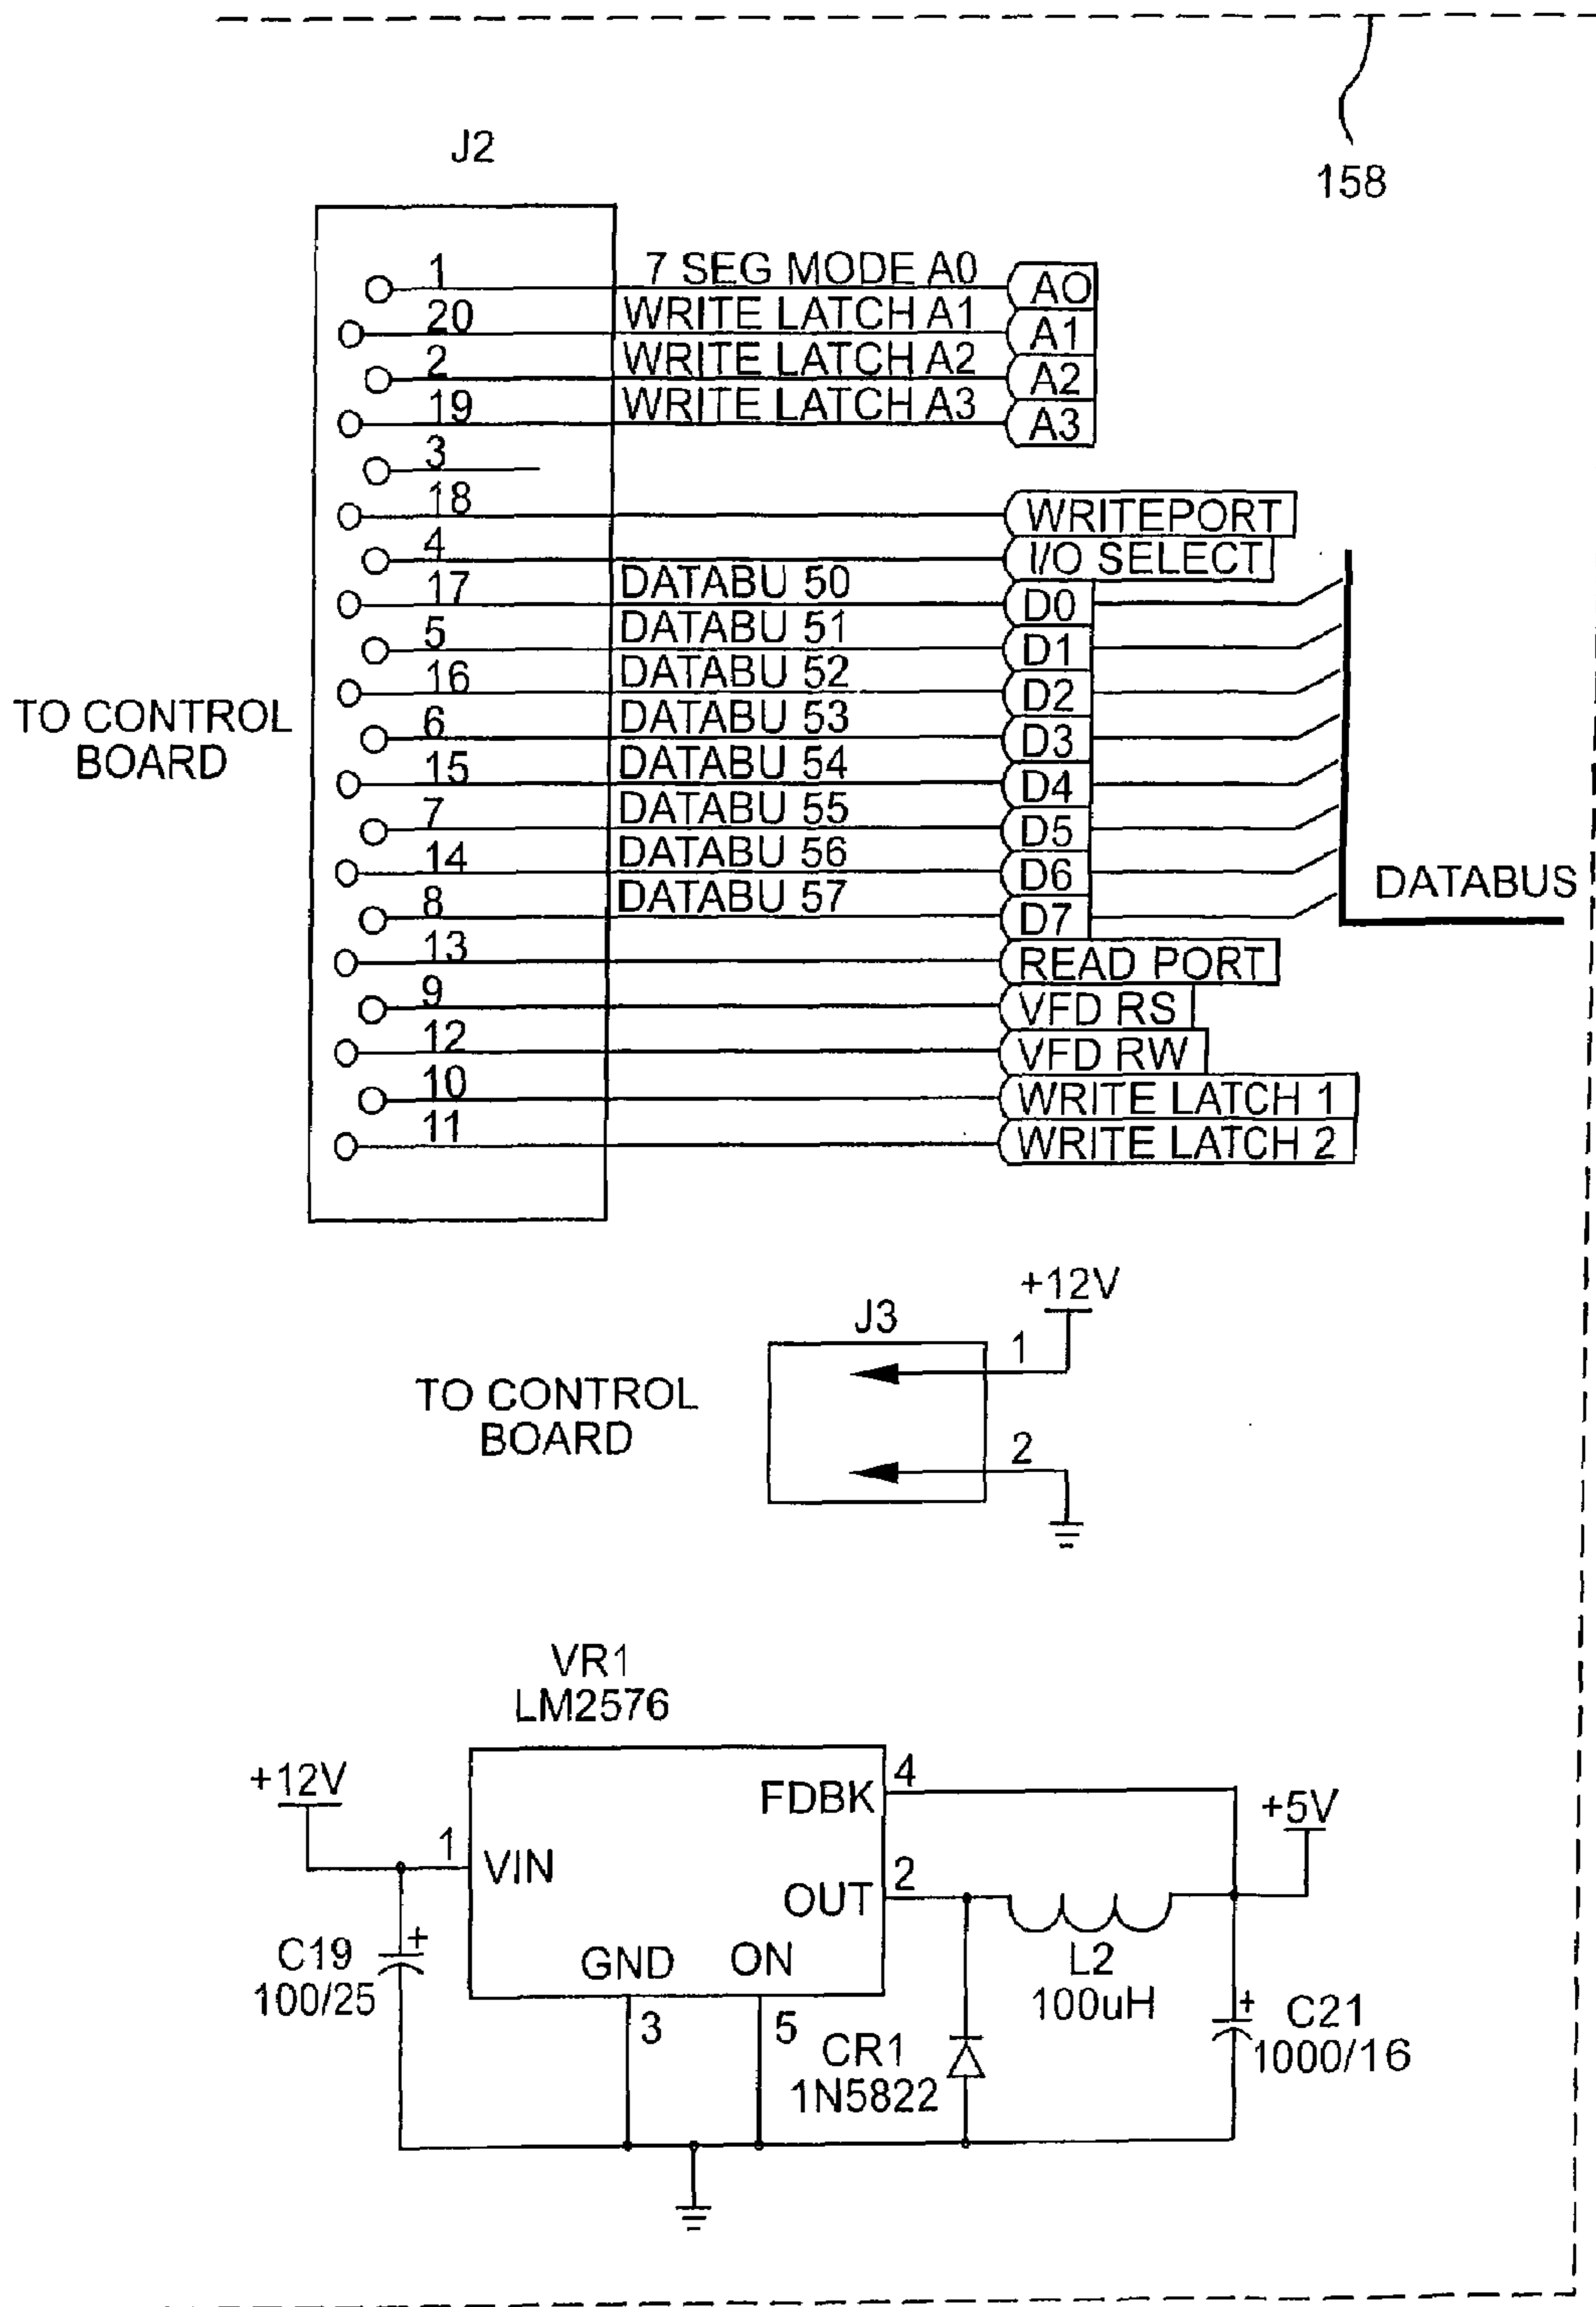 158
J2
1 7 SEG MODE A0 AO
20 WRITE LATCH A1 A1
2 WRITE LATCH A2 A2
19 WRITE LATCH A3 A3
3
18 WRITEPORT
4 I/O SELECT
17 DATABU 50 D0
5 DATABU 51 D1
16 DATABU 52 D2
6 DATABU 53 D3
15 DATABU 54 D4
7 DATABU 55 D5
14 DATABU 56 D6
8 DATABU 57 D7
13 READ PORT
9 VFD RS
12 VFD RW
10 WRITE LATCH 1
11 WRITE LATCH 2
TO CONTROL
BOARD
DATABUS
+12V
J3
1
2
TO CONTROL
BOARD
VR1
LM2576
+12V
1
VIN
FDBK
4
+5V
OUT
2
GND
ON
3
5
C19
+
100/25
L2
100uH
CR1
1N5822
+
C21
1000/16